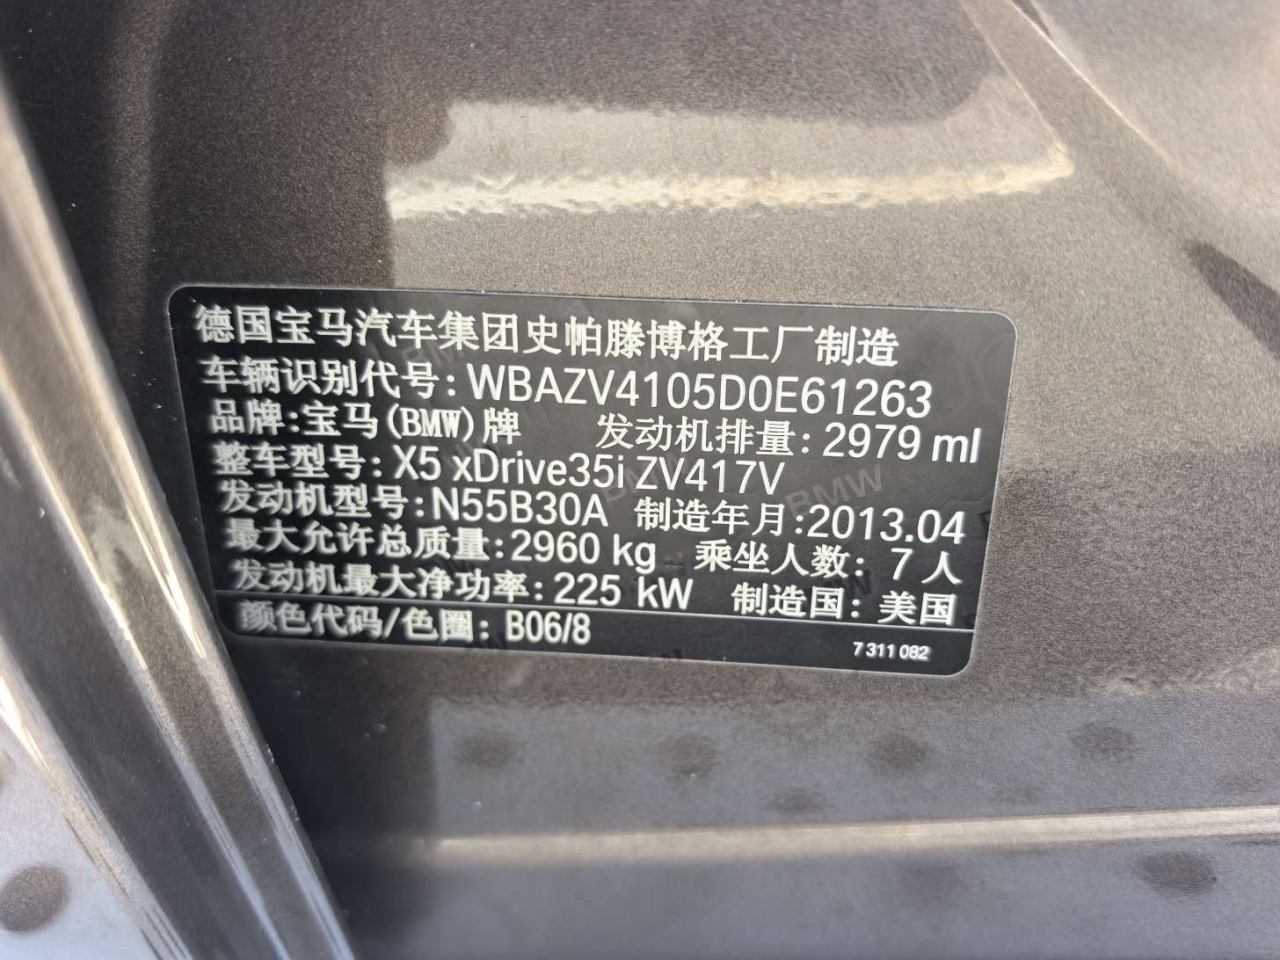 德国宝马汽车集团史帕滕博格工厂制造
车辆识别代号: WBAZV4105D0E61263
品牌: 宝马(BMW)牌 发动机排量: 2979 ml
整车型号: X5 xDrive35i ZV417V
发动机型号: N55B30A 制造年月: 2013.04
最大允许总质量: 2960 kg 乘坐人数: 7人
发动机最大净功率: 225 kW 制造国: 美国
颜色代码/色圈: B06/8 7 311 082